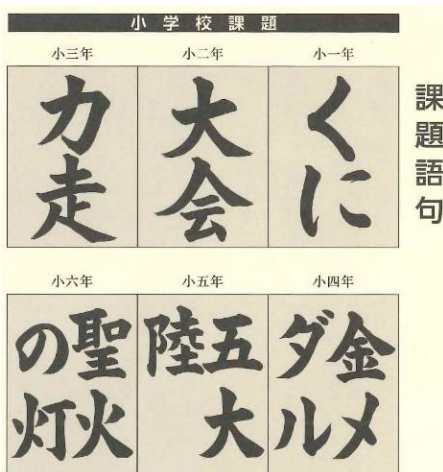 小学校課題
課題語句
小一年
くに
小二年
大会
小三年
力走
小四年
金メ
ダル
小五年
五大
陸
小六年
聖火
の灯